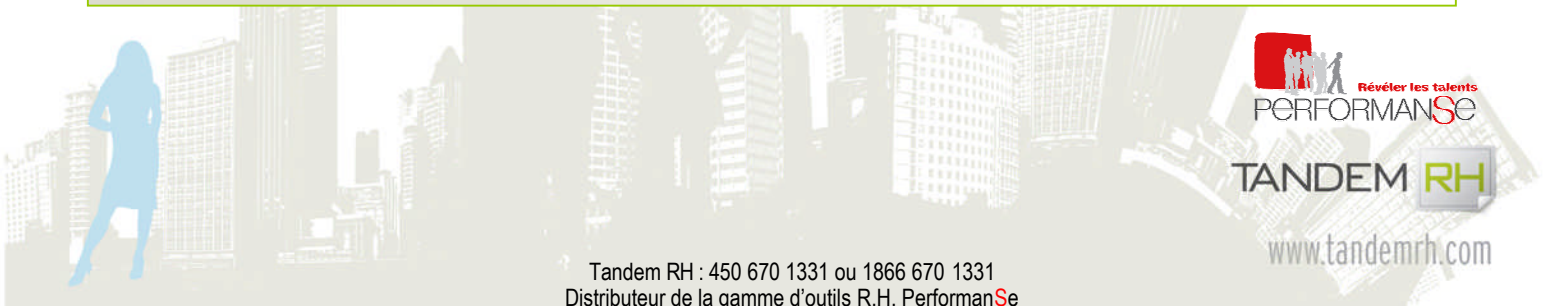 Révéler les talents
PERFORMANSe
TANDEM RH
www.tandemrh.com
Tandem RH : 450 670 1331 ou 1866 670 1331
Distributeur de la gamme d'outils R.H. PerformanSe